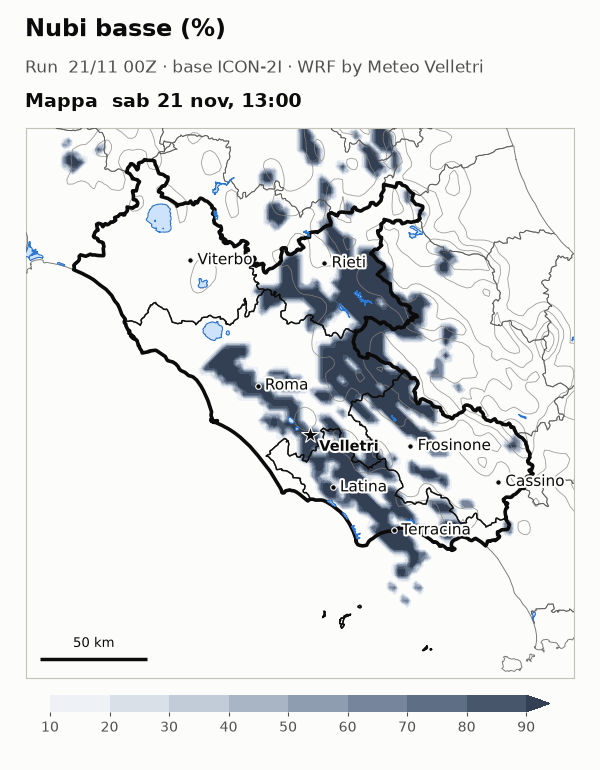 Nubi basse (%)
Run  21/11 00Z · base ICON-2I · WRF by Meteo Velletri
Mappa  sab 21 nov, 13:00
Viterbo
Rieti
Roma
Velletri
Frosinone
Latina
Cassino
Terracina
50 km
10 20 30 40 50 60 70 80 90